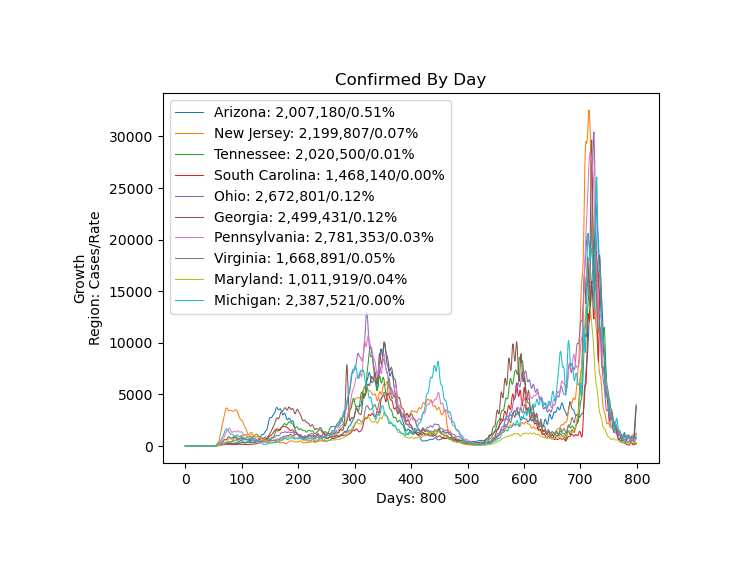 Confirmed By Day
Arizona: 2,007,180/0.51%
New Jersey: 2,199,807/0.07%
Tennessee: 2,020,500/0.01%
South Carolina: 1,468,140/0.00%
Ohio: 2,672,801/0.12%
Georgia: 2,499,431/0.12%
Pennsylvania: 2,781,353/0.03%
Virginia: 1,668,891/0.05%
Maryland: 1,011,919/0.04%
Michigan: 2,387,521/0.00%
Growth
Region: Cases/Rate
30000
25000
20000
15000
10000
5000
0
0 100 200 300 400 500 600 700 800
Days: 800